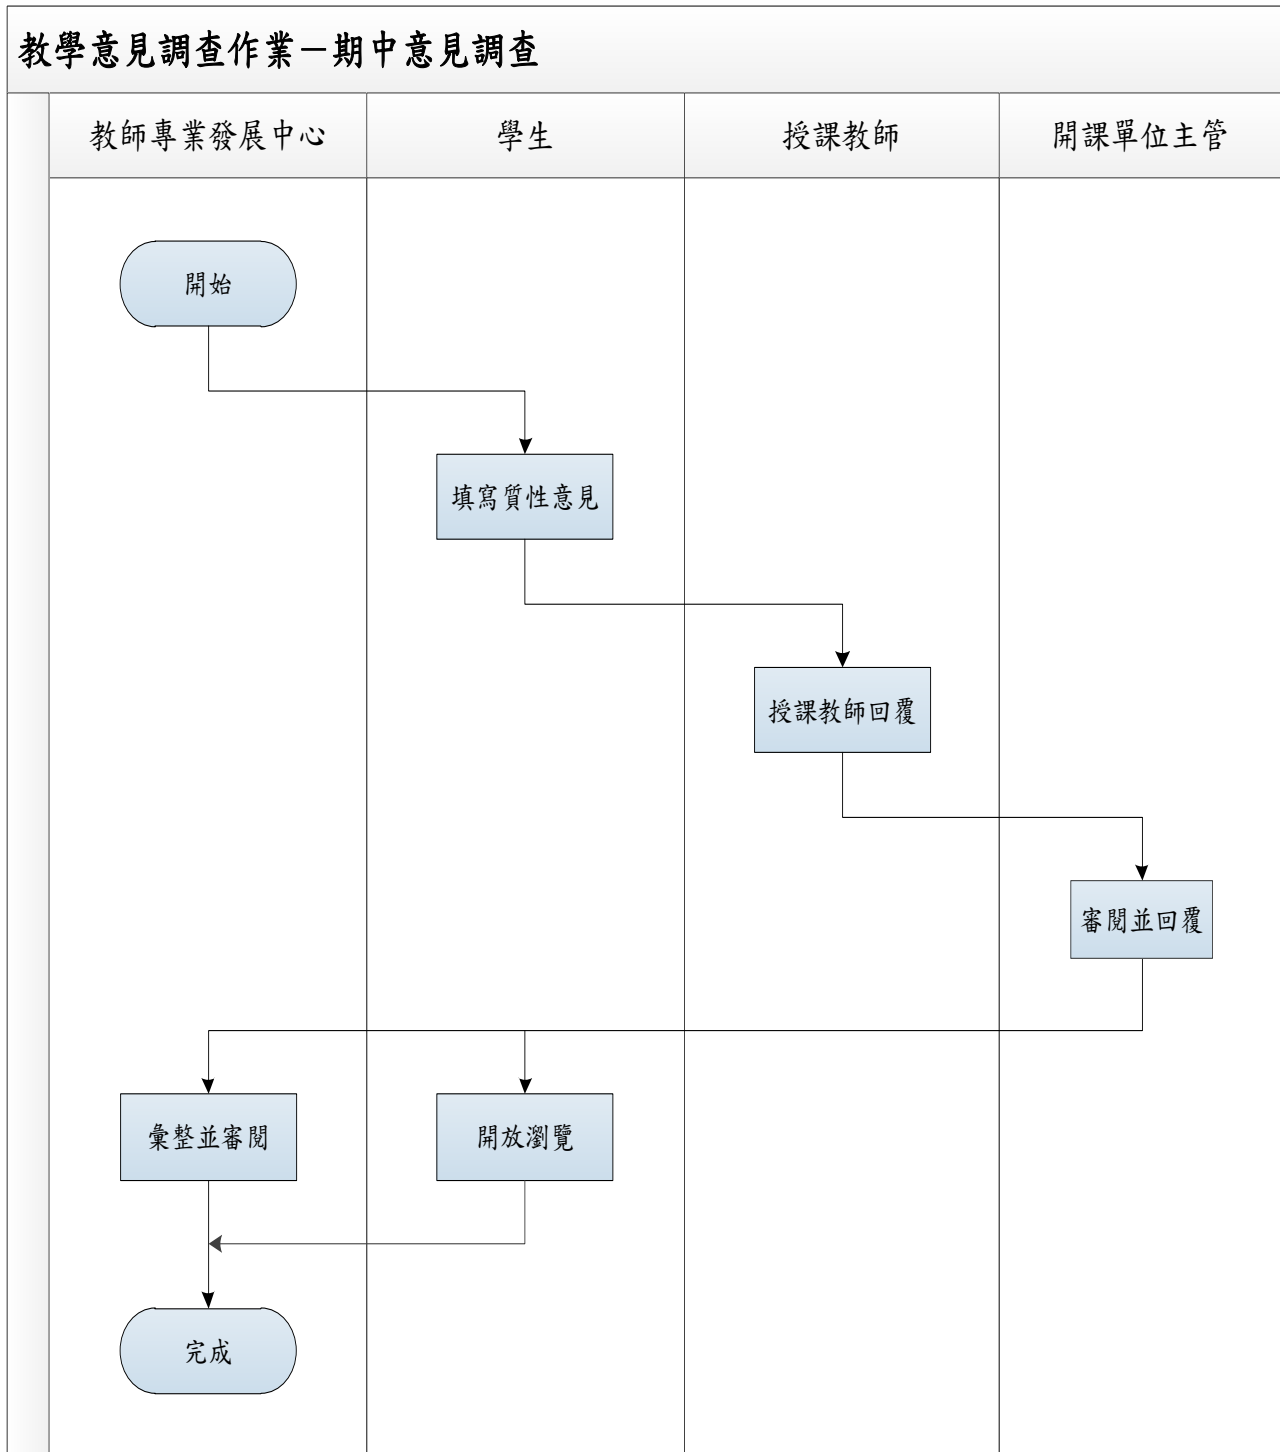 教學意見調查作業－期中意見調查
教師專業發展中心
學生
授課教師
開課單位主管
開始
填寫質性意見
授課教師回覆
審閱並回覆
彙整並審閱
開放瀏覽
完成